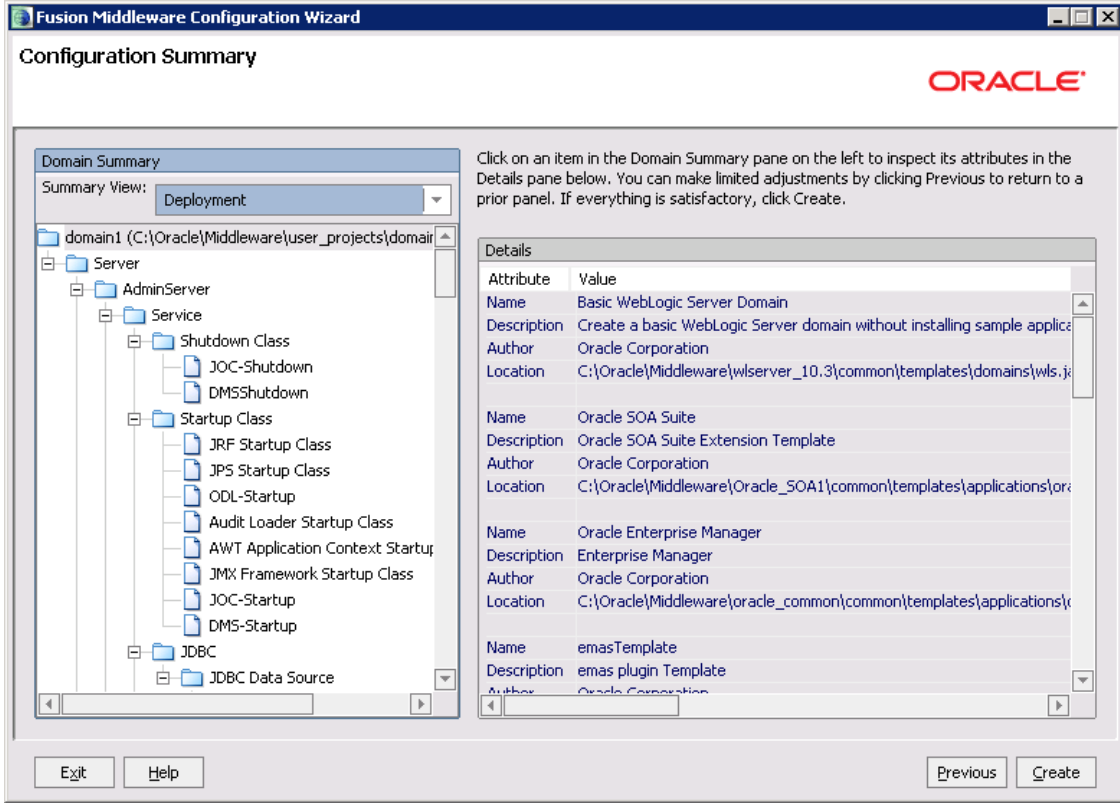 Fusion Middleware Configuration Wizard
Configuration Summary
ORACLE
Domain Summary
Summary View:
Deployment
domain1 (C:\Oracle\Middleware\user_projects\domair
Server
AdminServer
Service
Shutdown Class
JOC-Shutdown
DMSShutdown
Startup Class
JRF Startup Class
JPS Startup Class
ODL-Startup
Audit Loader Startup Class
AWT Application Context Startup
JMX Framework Startup Class
JOC-Startup
DMS-Startup
JDBC
JDBC Data Source
Click on an item in the Domain Summary pane on the left to inspect its attributes in the
Details pane below. You can make limited adjustments by clicking Previous to return to a
prior panel. If everything is satisfactory, click Create.
Details
Attribute Value
Name Basic WebLogic Server Domain
Description Create a basic WebLogic Server domain without installing sample applica
Author Oracle Corporation
Location C:\Oracle\Middleware\wlserver_10.3\common\templates\domains\wls.ja
Name Oracle SOA Suite
Description Oracle SOA Suite Extension Template
Author Oracle Corporation
Location C:\Oracle\Middleware\Oracle_SOA1\common\templates\applications\ora
Name Oracle Enterprise Manager
Description Enterprise Manager
Author Oracle Corporation
Location C:\Oracle\Middleware\oracle_common\common\templates\applications\
Name emasTemplate
Description emas plugin Template
Author Oracle Corporation
Exit
Help
Previous
Create